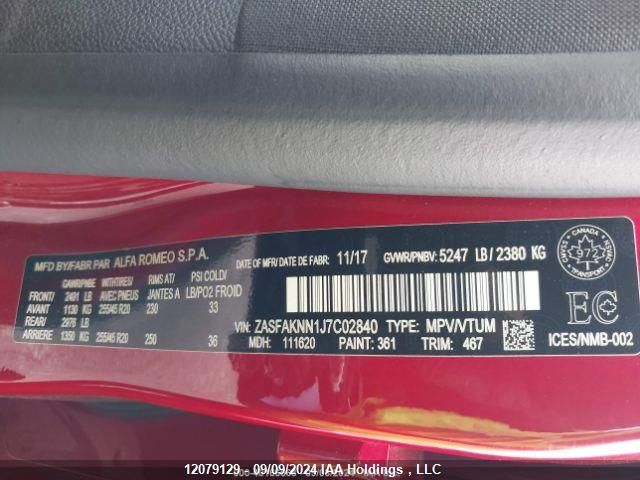 MFD BY/FABR PAR ALFA ROMEO S.P.A.
DATE OF MFR/DATE DE FABR: 11/17 GVWR/PNBV: 5247 LB / 2380 KG
GAWR/PNBE WITH TIRES/ RIMS AT/ PSI COLD/
FRONT/ 2491 LB AVEC PNEUS JANTES A LB/PO2 FROID
AVANT 1130 KG 255/45 R20 230 33
REAR/ 2976 LB
ARRIERE 1350 KG 255/45 R20 250 36
VIN: ZASFAKNN1J7C02840 TYPE: MPV/VTUM
MDH: 111620 PAINT: 361 TRIM: 467
CANADA
972
EC
ICES/NMB-002
12079129 - 09/09/2024 IAA Holdings , LLC